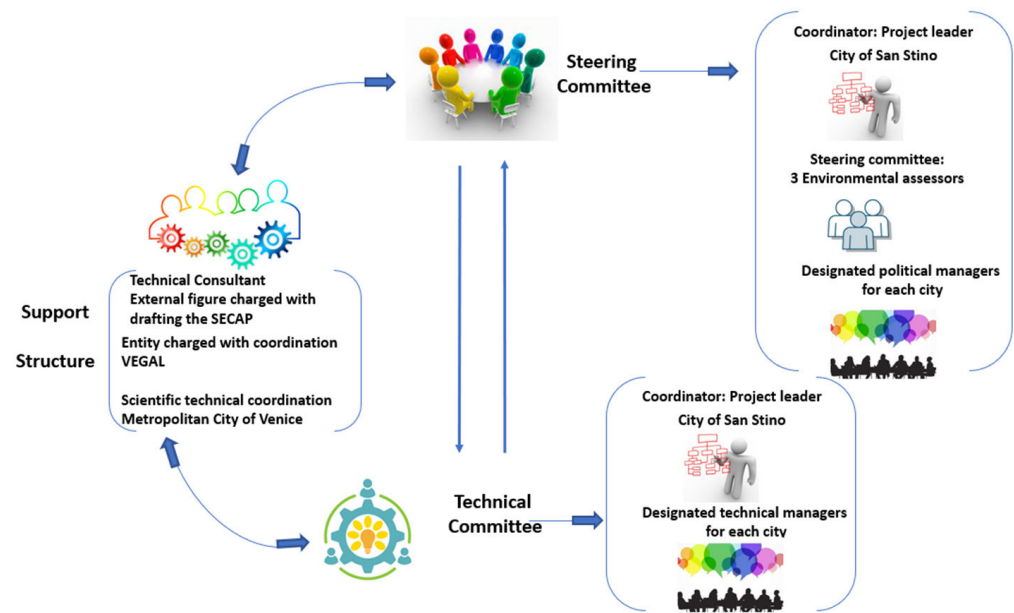 Steering
Committee
Coordinator: Project leader
City of San Stino
Steering committee:
3 Environmental assessors
Designated political managers
for each city
Support
Structure
Technical Consultant
External figure charged with
drafting the SECAP
Entity charged with coordination
VEGAL
Scientific technical coordination
Metropolitan City of Venice
Technical
Committee
Coordinator: Project leader
City of San Stino
Designated technical managers
for each city